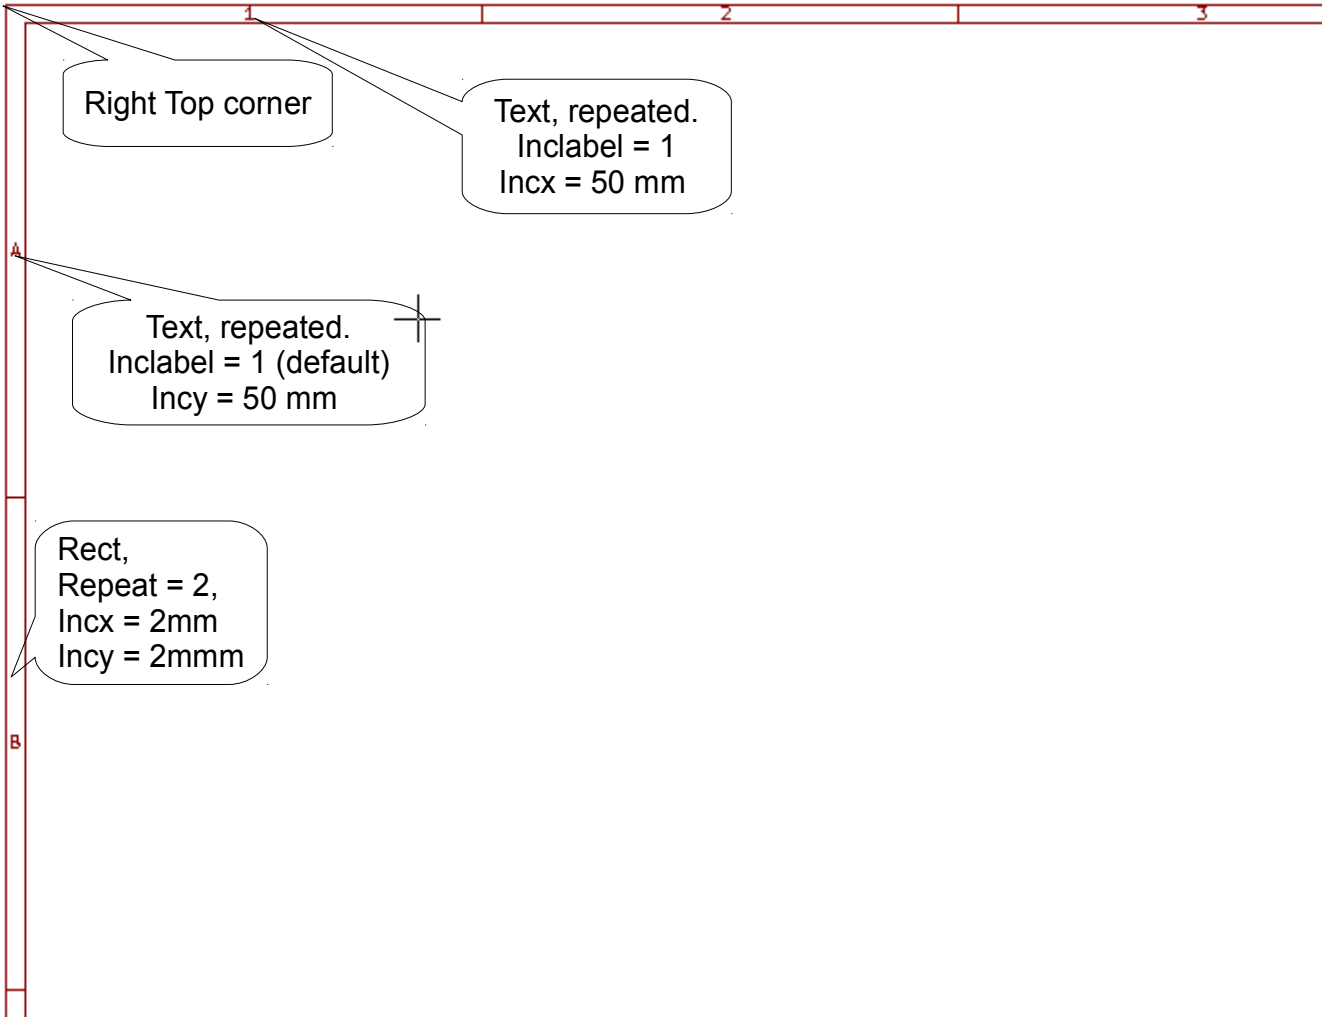 1
2
3
Right Top corner
Text, repeated.
Inclabel = 1
Incx = 50 mm
A
Text, repeated.
Inclabel = 1 (default)
Incy = 50 mm
Rect,
Repeat = 2,
Incx = 2mm
Incy = 2mmm
B